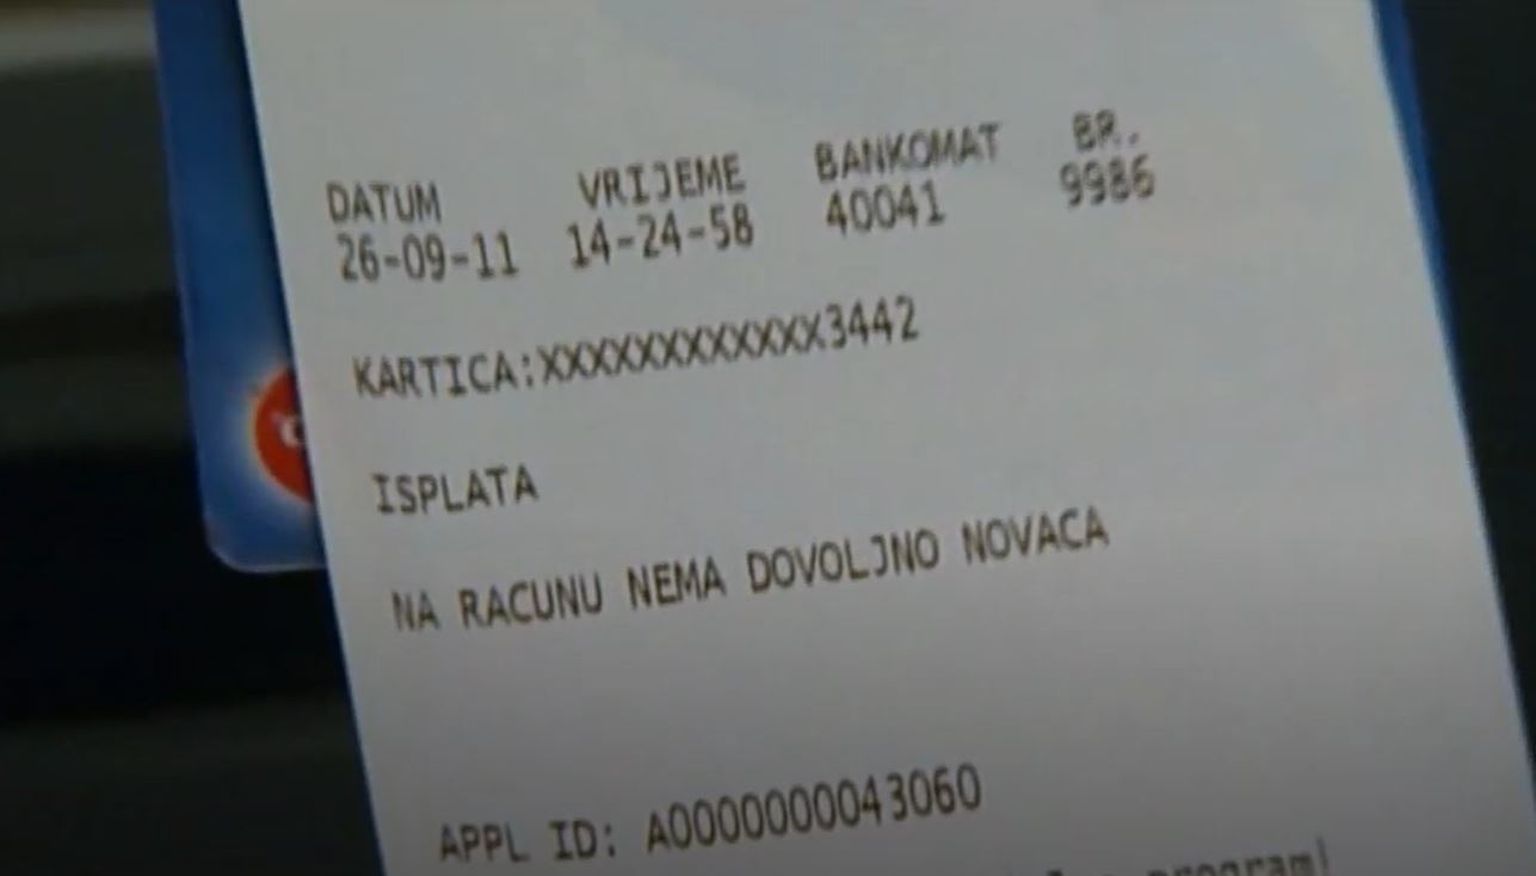 DATUM VRIJEME BANKOMAT BR.
26-09-11 14-24-58 40041 9986
KARTICA:XXXXXXXXXXXX3442
ISPLATA
NA RACUNU NEMA DOVOLJNO NOVACA
APPL ID: A0000000043060
program!